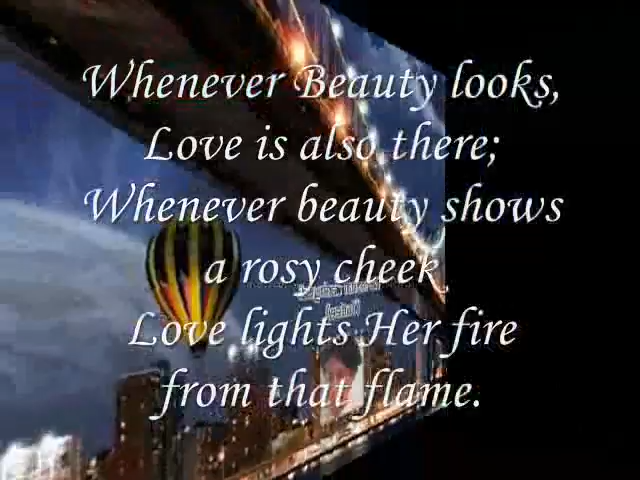 Whenever Beauty looks,
Love is also there;
Whenever beauty shows
a rosy cheek
Love lights Her fire
from that flame.